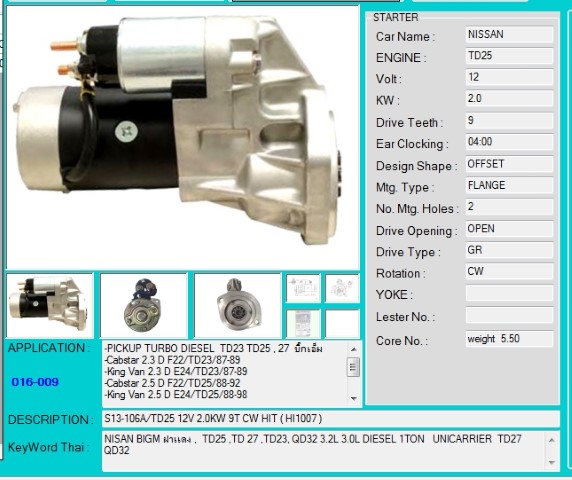 STARTER
Car Name : NISSAN
ENGINE : TD25
Volt : 12
KW : 2.0
Drive Teeth : 9
Ear Clocking : 04:00
Design Shape : OFFSET
Mtg. Type : FLANGE
No. Mtg. Holes : 2
Drive Opening : OPEN
Drive Type : GR
Rotation : CW
YOKE :
Lester No. :
Core No. : weight 5.50
APPLICATION :
016-009
-PICKUP TURBO DIESEL TD23 TD25 , 27 บิ๊กเอ็ม
-Cabstar 2.3 D F22/TD23/87-89
-King Van 2.3 D E24/TD23/87-89
-Cabstar 2.5 D F22/TD25/88-92
-King Van 2.5 D E24/TD25/88-98
DESCRIPTION : S13-106A/TD25 12V 2.0KW 9T CW HIT ( HI1007 )
KeyWord Thai : NISAN BIGM ฝาแดง , TD25 ,TD 27 ,TD23, QD32 3.2L 3.0L DIESEL 1TON UNICARRIER TD27
QD32